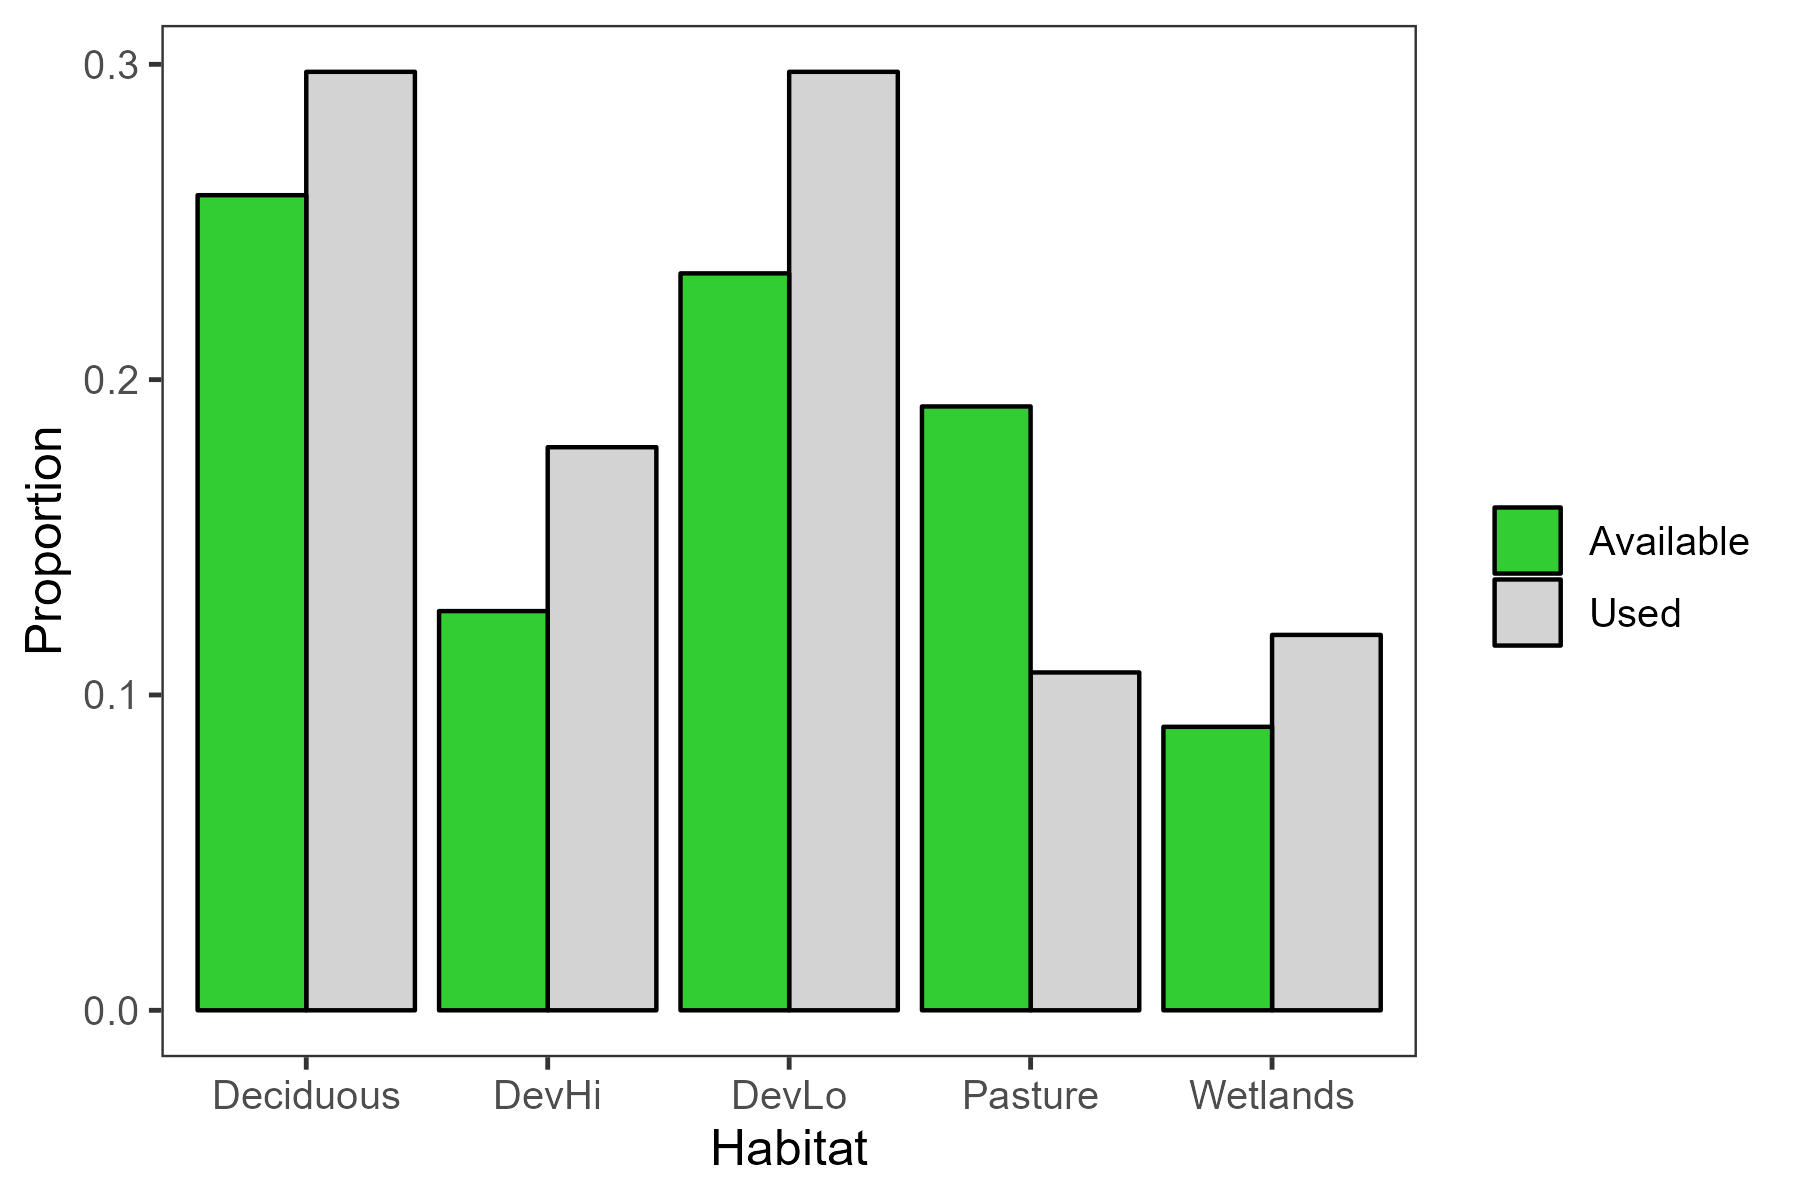 0.3
0.2
0.1
0.0
Proportion
Deciduous
DevHi
DevLo
Pasture
Wetlands
Habitat
Available
Used